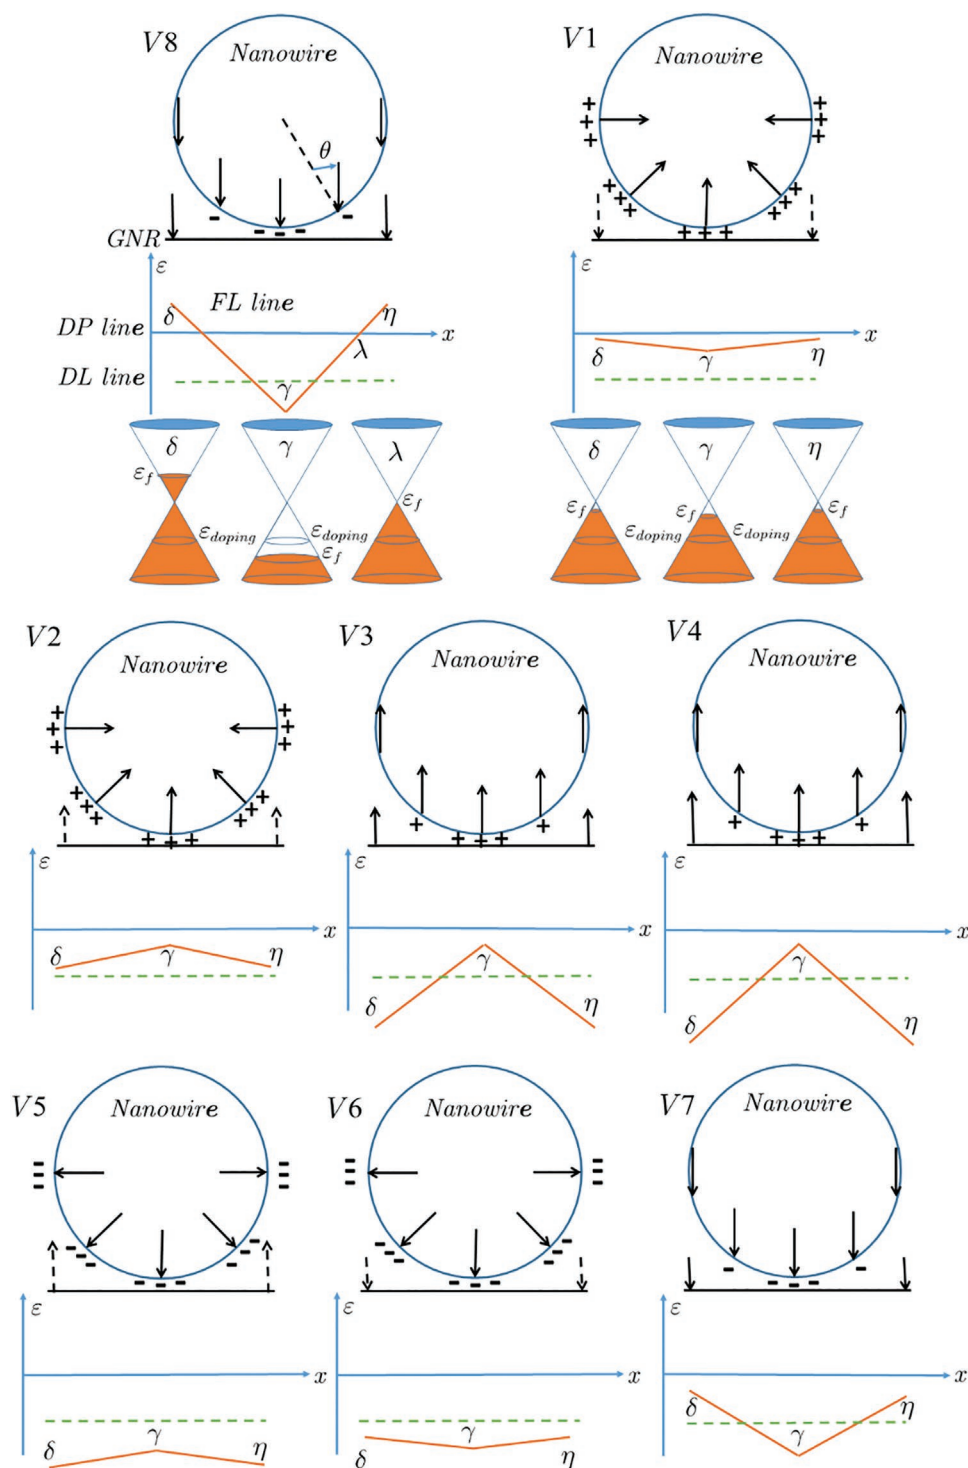 V8
Nanowire
θ
GNR
ε
δ
FL line
η
DP line
x
λ
DL line
γ
δ
γ
λ
ε_f
ε_f
ε_doping
ε_doping
ε_f
V1
Nanowire
ε
x
δ
γ
η
δ
γ
η
ε_f
ε_f
ε_f
ε_doping
ε_doping
V2
Nanowire
ε
x
δ
γ
η
V3
Nanowire
ε
x
γ
δ
η
V4
Nanowire
ε
x
γ
δ
η
V5
Nanowire
ε
x
δ
γ
η
V6
Nanowire
ε
x
δ
γ
η
V7
Nanowire
ε
x
δ
γ
η